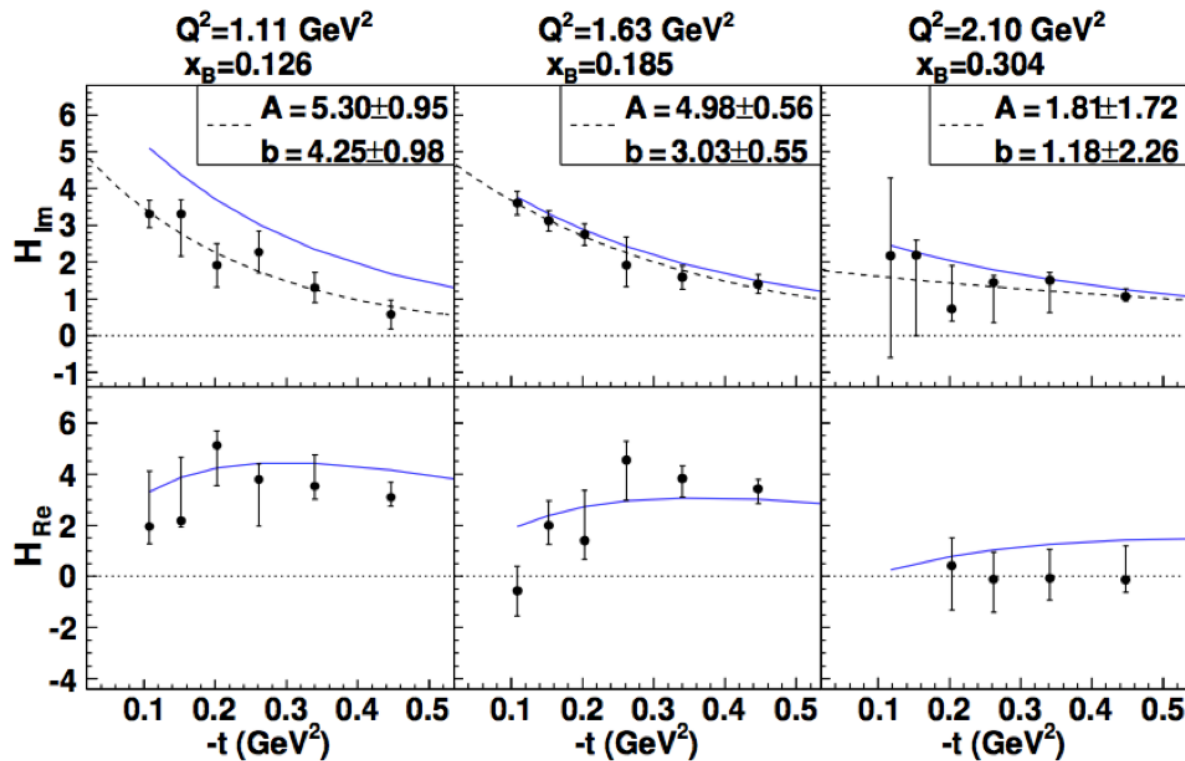 Q²=1.11 GeV²
x_B=0.126
Q²=1.63 GeV²
x_B=0.185
Q²=2.10 GeV²
x_B=0.304
A = 5.30±0.95
b = 4.25±0.98
A = 4.98±0.56
b = 3.03±0.55
A = 1.81±1.72
b = 1.18±2.26
H_Im
6
5
4
3
2
1
0
-1
H_Re
6
4
2
0
-2
-4
0.1 0.2 0.3 0.4 0.5
0.1 0.2 0.3 0.4 0.5
0.1 0.2 0.3 0.4 0.5
-t (GeV²)
-t (GeV²)
-t (GeV²)